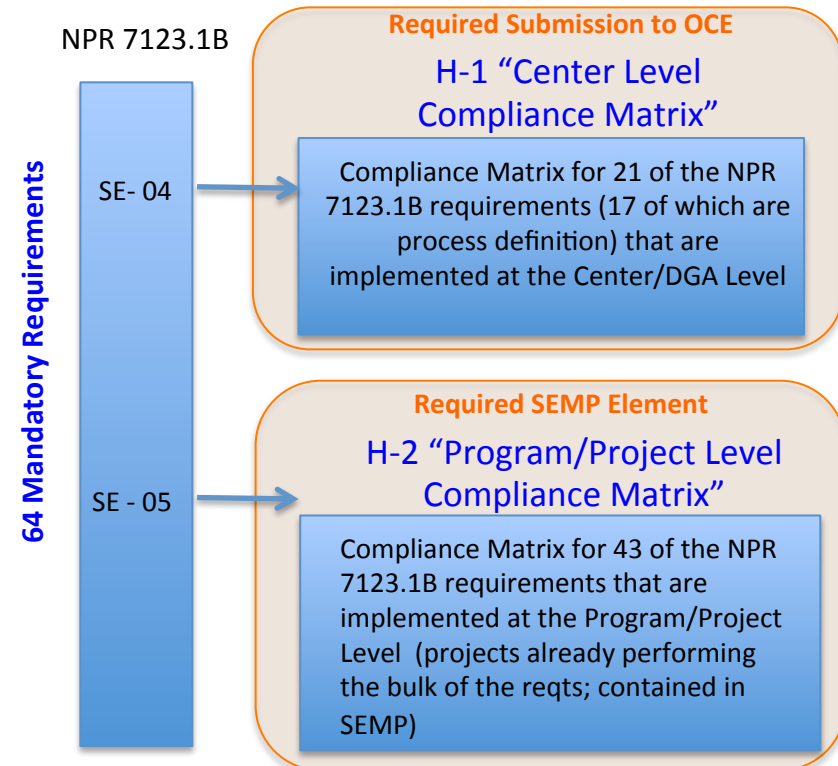 NPR 7123.1B
64 Mandatory Requirements
SE- 04
SE - 05
Required Submission to OCE
H-1 “Center Level
Compliance Matrix”
Compliance Matrix for 21 of the NPR
7123.1B requirements (17 of which are
process definition) that are
implemented at the Center/DGA Level
Required SEMP Element
H-2 “Program/Project Level
Compliance Matrix”
Compliance Matrix for 43 of the NPR
7123.1B requirements that are
implemented at the Program/Project
Level (projects already performing
the bulk of the reqts; contained in
SEMP)